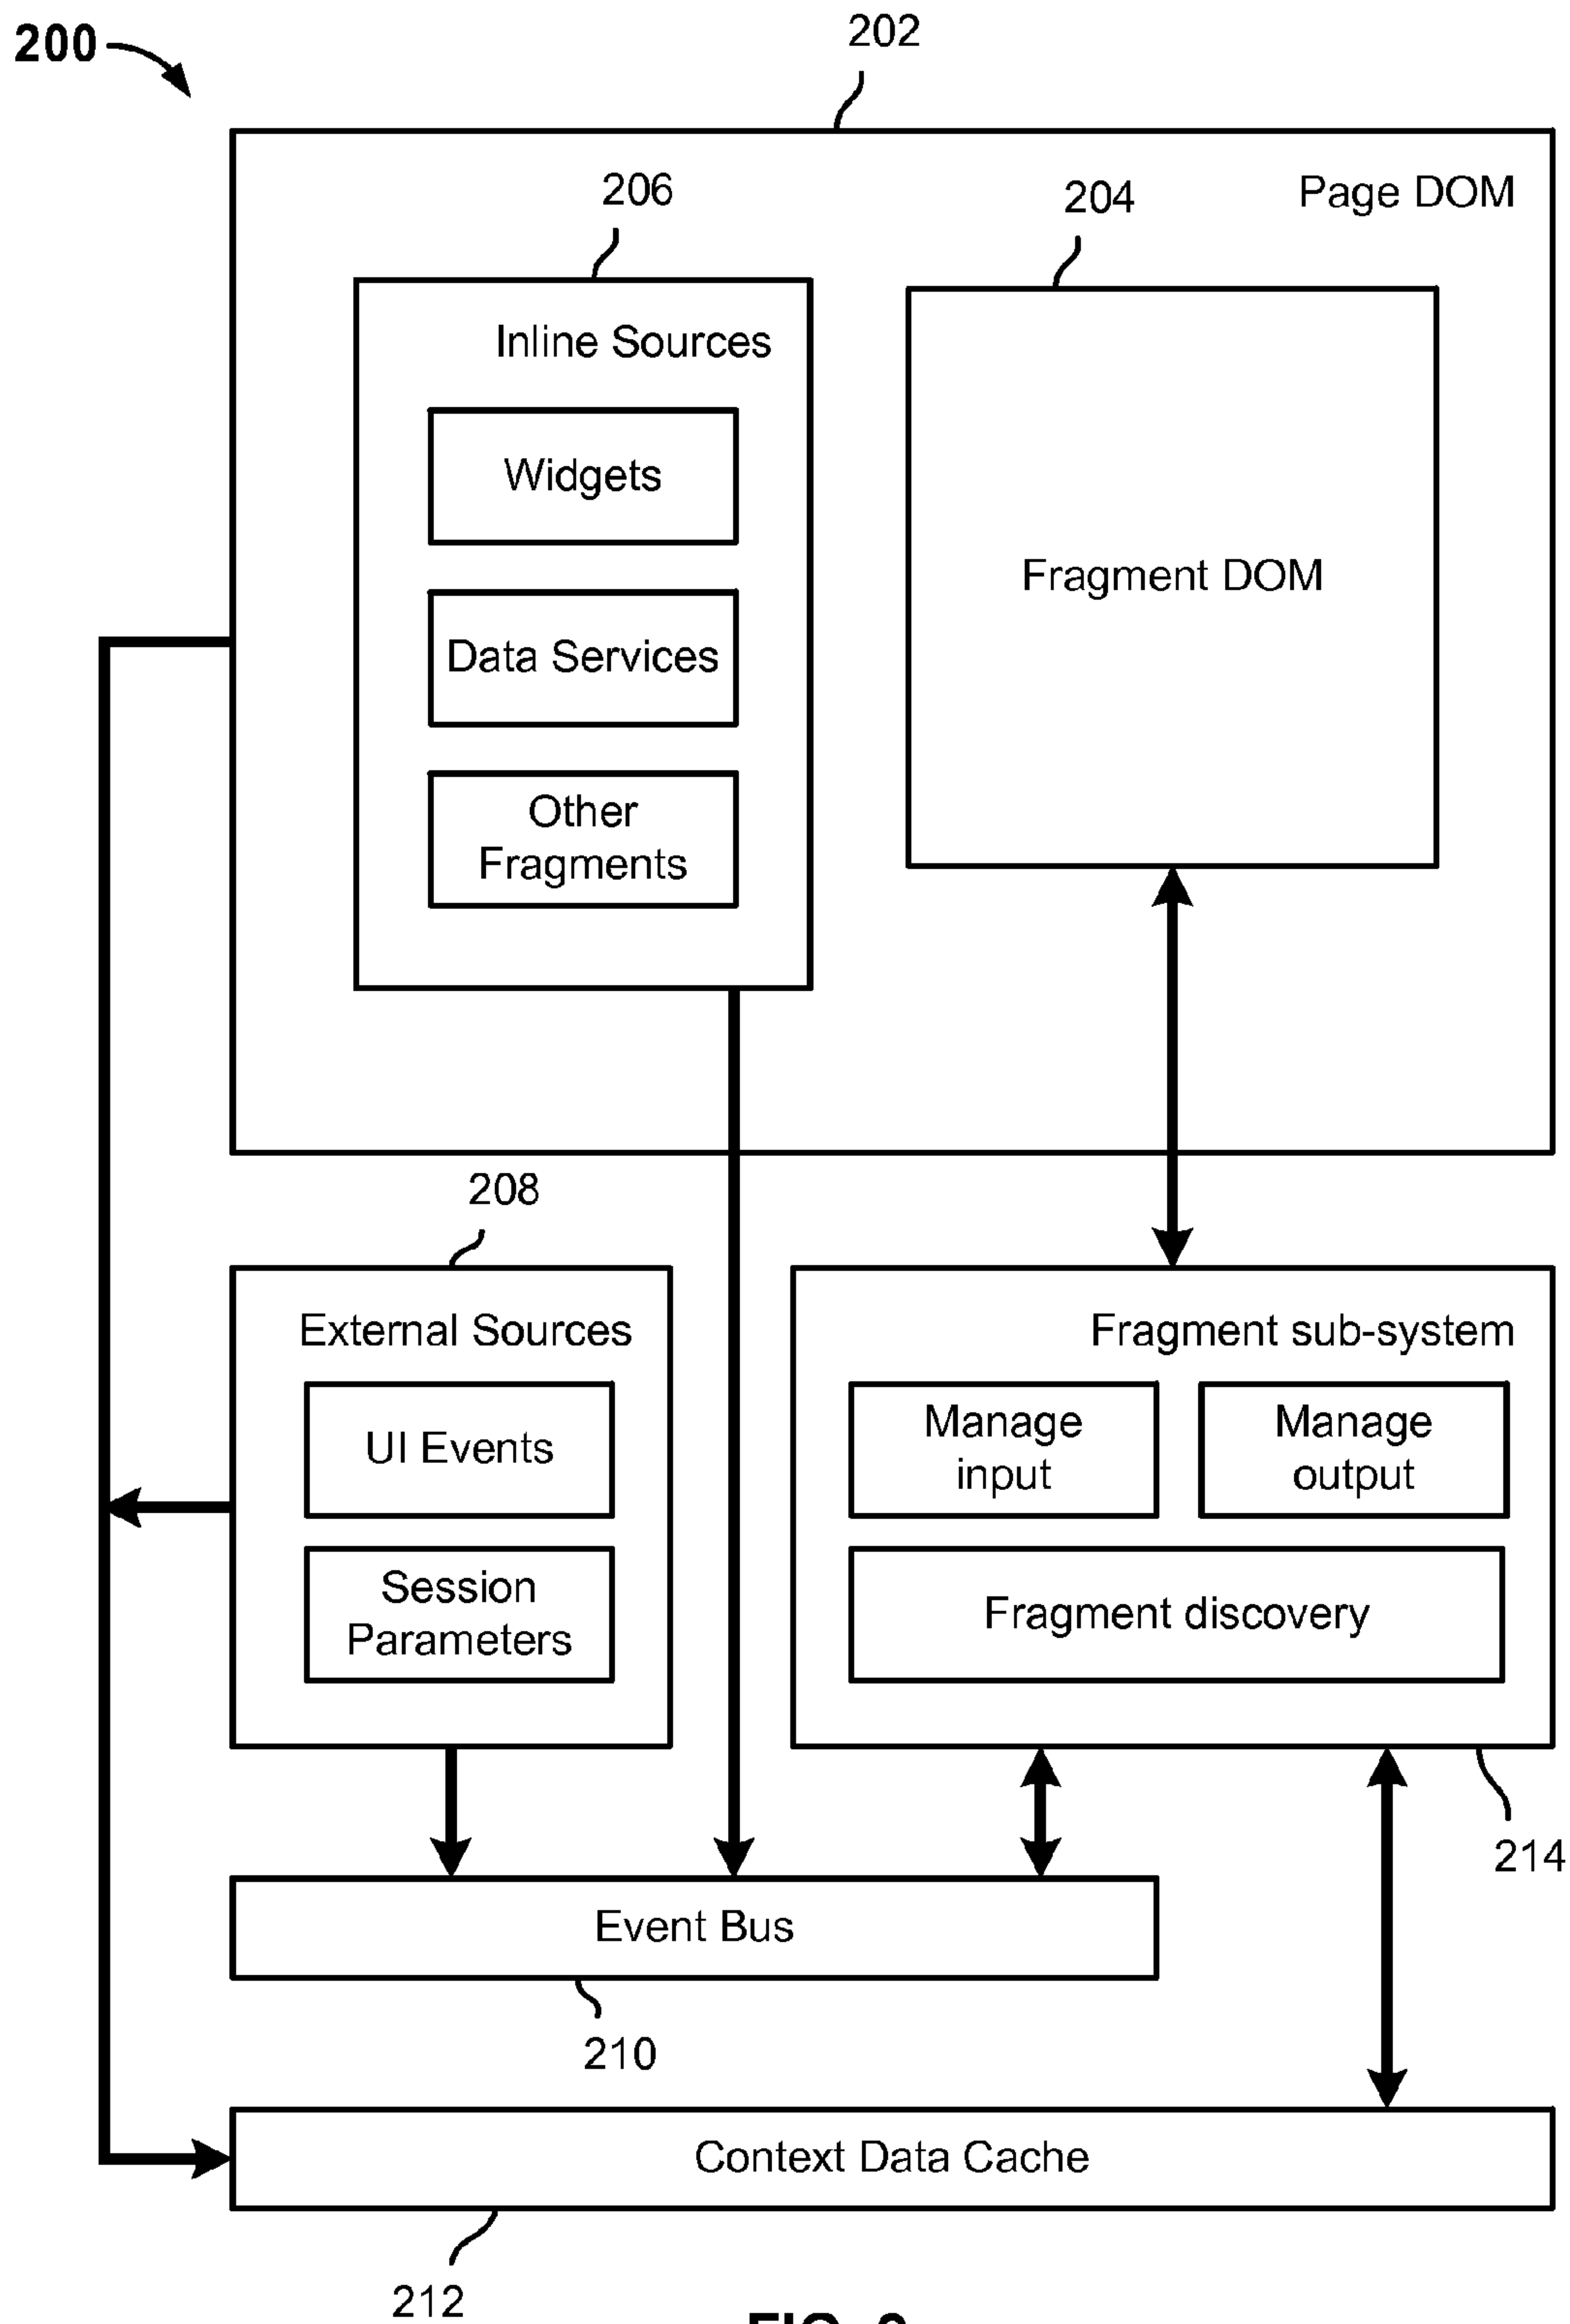 200
202
206
204
Page DOM
Inline Sources
Widgets
Data Services
Other
Fragments
Fragment DOM
208
External Sources
UI Events
Session
Parameters
Fragment sub-system
Manage
input
Manage
output
Fragment discovery
214
Event Bus
210
Context Data Cache
212